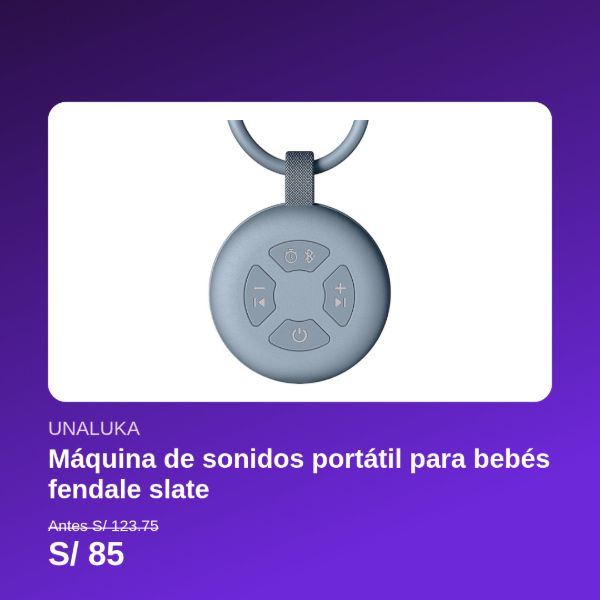 UNALUKA
Máquina de sonidos portátil para bebés
fendale slate
Antes S/ 123.75
S/ 85